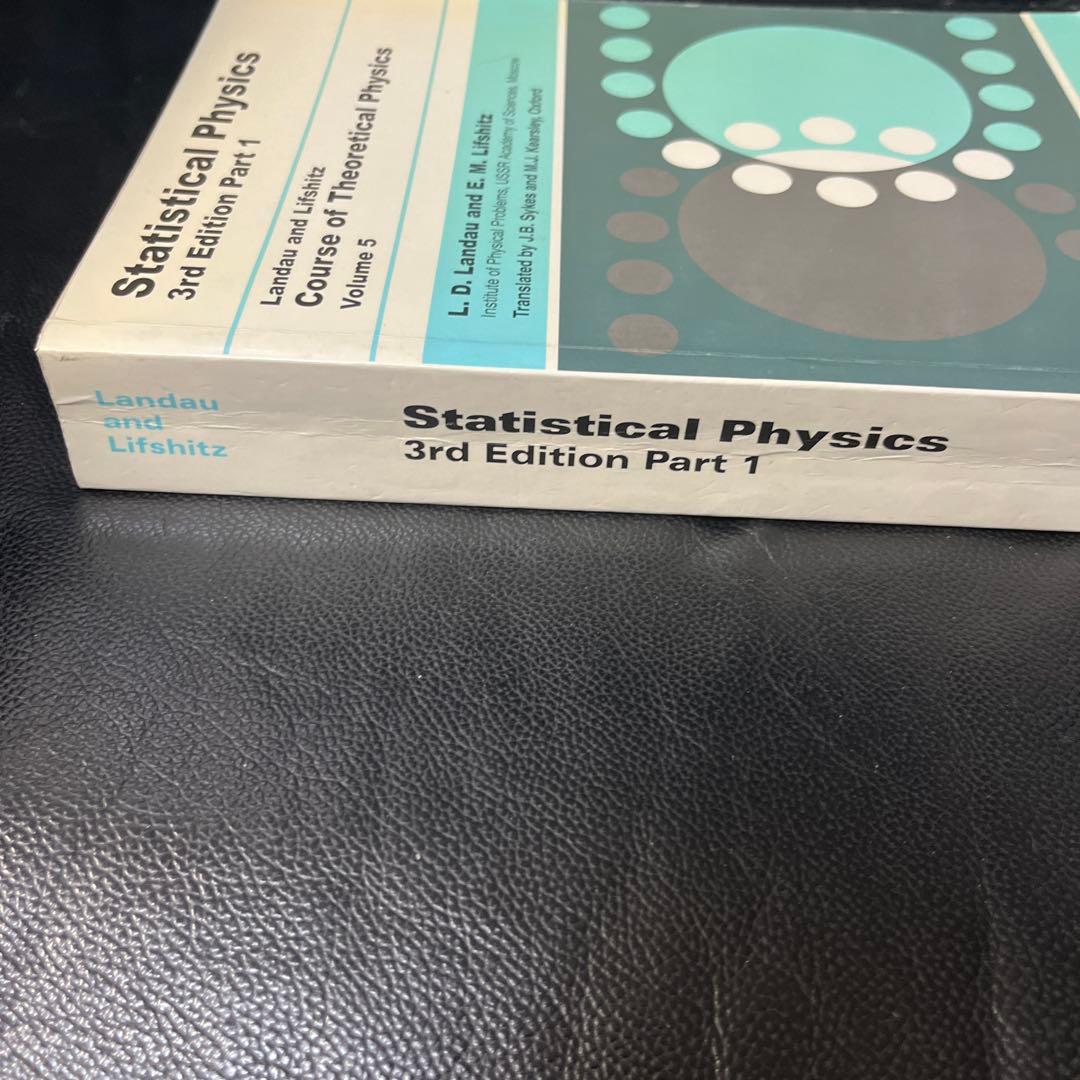 Statistical Physics
3rd Edition Part 1
Landau and Lifshitz
Course of Theoretical Physics
Volume 5
L. D. Landau and E. M. Lifshitz
Institute of Physical Problems, USSR Academy of Sciences, Moscow
Translated by J.B. Sykes and M.J. Kearsley, Oxford
Landau
and
Lifshitz
Statistical Physics
3rd Edition Part 1